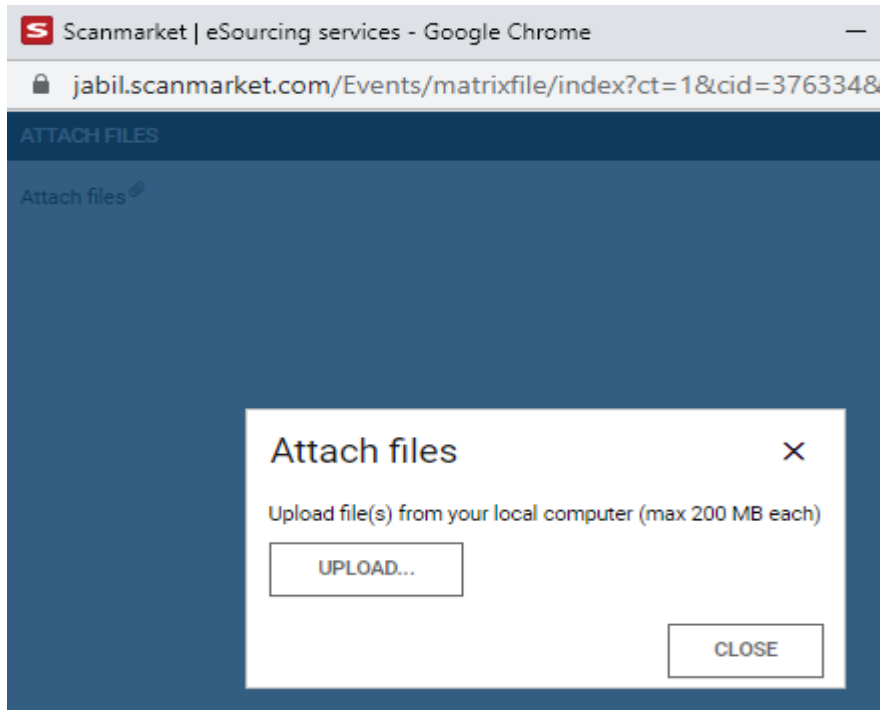 Scanmarket | eSourcing services - Google Chrome
jabil.scanmarket.com/Events/matrixfile/index?ct=1&cid=376334&
ATTACH FILES
Attach files
Attach files
Upload file(s) from your local computer (max 200 MB each)
UPLOAD...
CLOSE